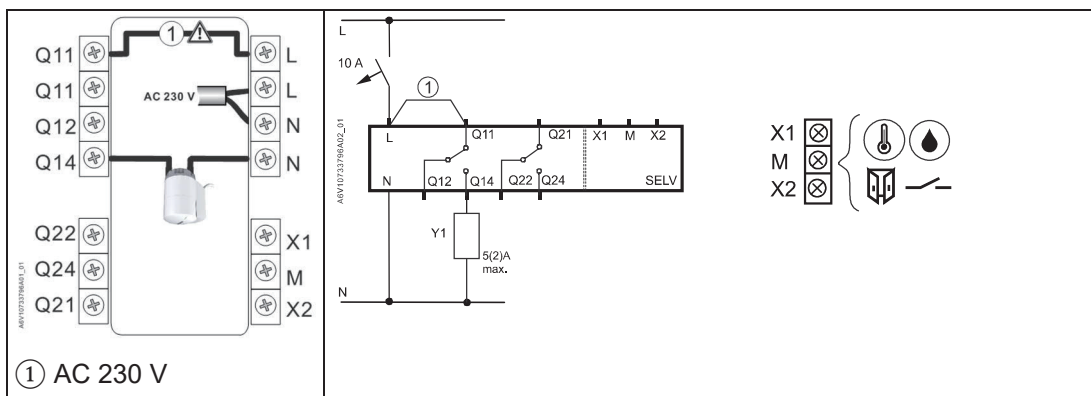 1
Q11 L
Q11 AC 230 V L
Q12 N
Q14 N
Q22 X1
Q24 M
Q21 X2
A6V10733796A01_01
① AC 230 V
L
10 A
1
A6V10733796A02_01
L Q11 Q21 X1 M X2
N Q12 Q14 Q22 Q24 SELV
Y1
5(2)A
max.
N
X1
M
X2